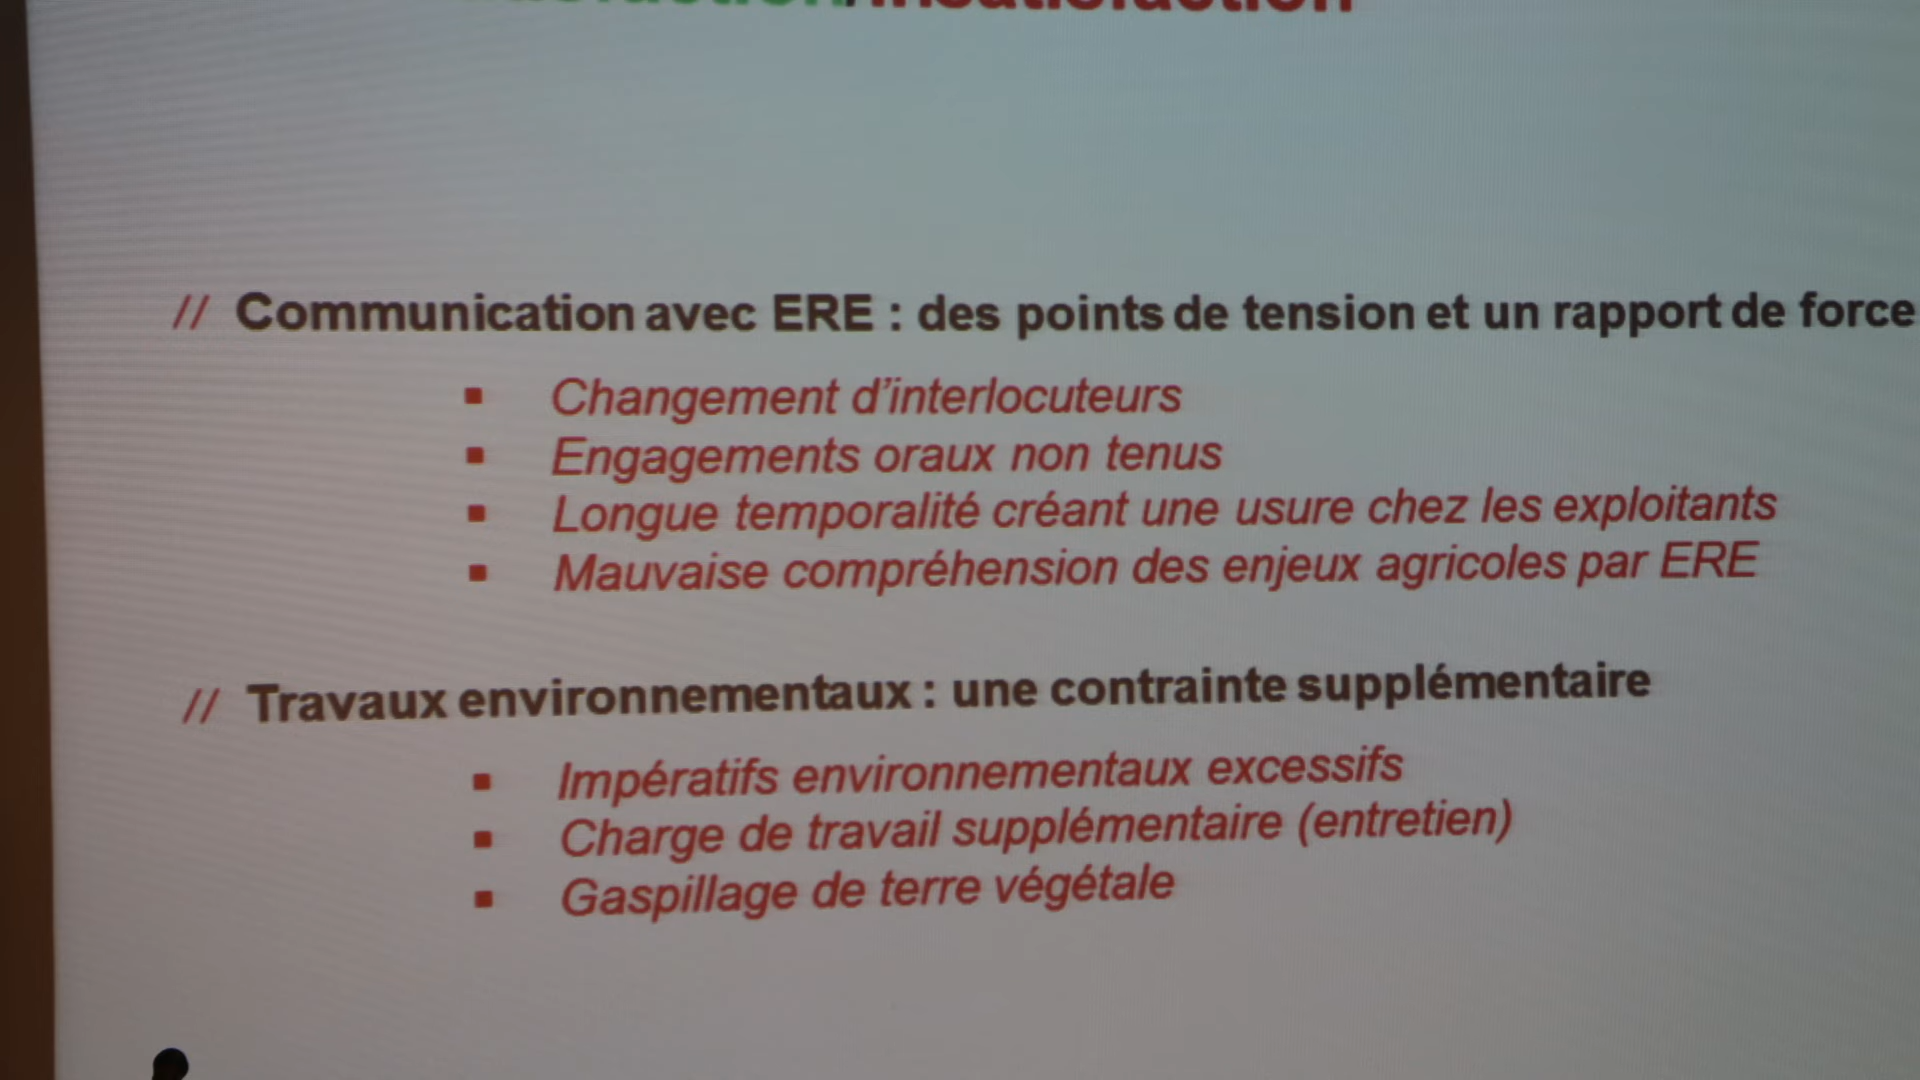 // Communication avec ERE : des points de tension et un rapport de force
▪ Changement d'interlocuteurs
▪ Engagements oraux non tenus
▪ Longue temporalité créant une usure chez les exploitants
▪ Mauvaise compréhension des enjeux agricoles par ERE
// Travaux environnementaux : une contrainte supplémentaire
▪ Impératifs environnementaux excessifs
▪ Charge de travail supplémentaire (entretien)
▪ Gaspillage de terre végétale